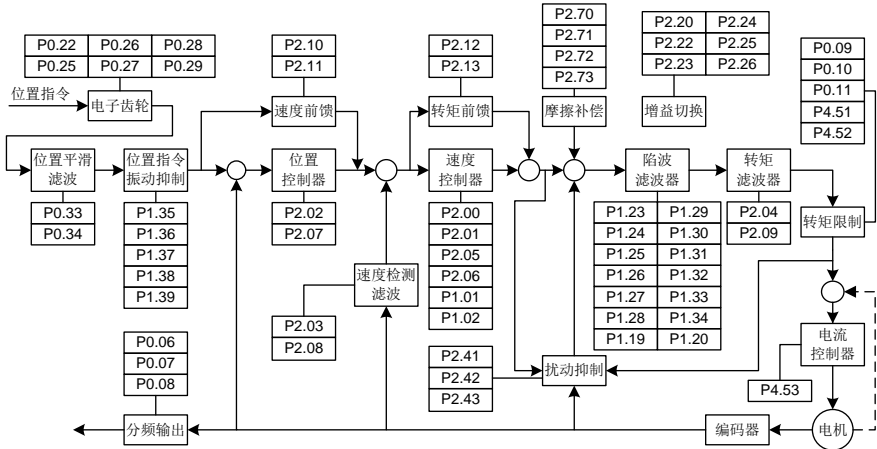 P0.22 P0.26 P0.28
P0.25 P0.27 P0.29
位置指令
电子齿轮
P2.10
P2.11
速度前馈
P2.12
P2.13
转矩前馈
P2.70
P2.71
P2.72
P2.73
摩擦补偿
P2.20 P2.24
P2.22 P2.25
P2.23 P2.26
增益切换
P0.09
P0.10
P0.11
P4.51
P4.52
位置平滑
滤波
P0.33
P0.34
位置指令
振动抑制
P1.35
P1.36
P1.37
P1.38
P1.39
位置
控制器
P2.02
P2.07
速度
控制器
P2.00
P2.01
P2.05
P2.06
P1.01
P1.02
陷波
滤波器
P1.23 P1.29
P1.24 P1.30
P1.25 P1.31
P1.26 P1.32
P1.27 P1.33
P1.28 P1.34
P1.19 P1.20
转矩
滤波器
P2.04
P2.09
转矩限制
速度检测
滤波
P2.03
P2.08
P0.06
P0.07
P0.08
分频输出
P2.41
P2.42
P2.43
扰动抑制
电流
控制器
P4.53
编码器
电机